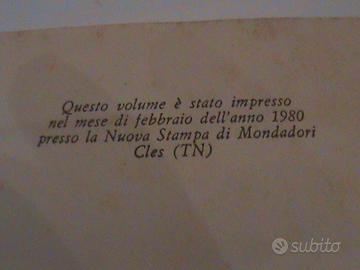 Questo volume è stato impresso
nel mese di febbraio dell'anno 1980
presso la Nuova Stampa di Mondadori
Cles (TN)
subito